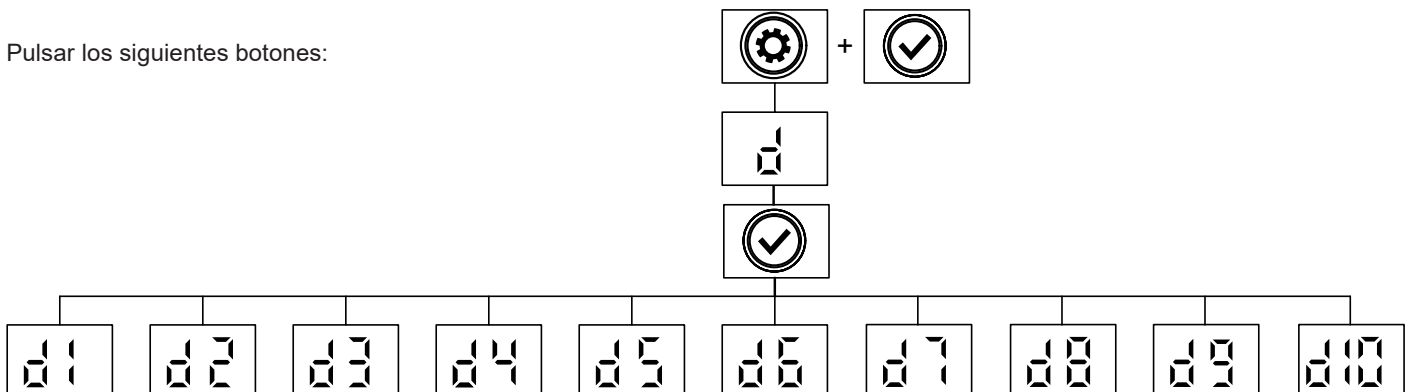 Pulsar los siguientes botones:
+
d
d1 d2 d3 d4 d5 d6 d7 d8 d9 d10